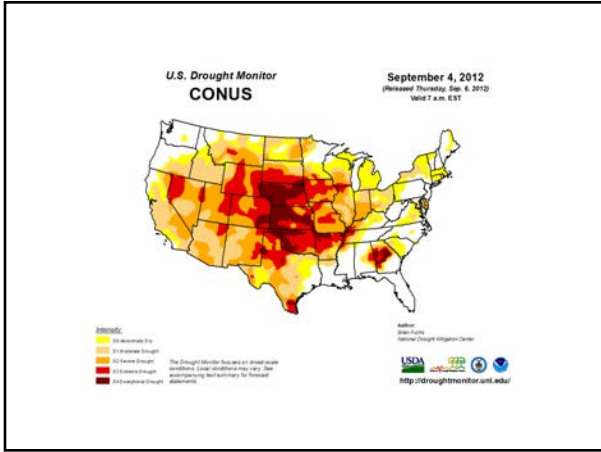 U.S. Drought Monitor
CONUS
September 4, 2012
(Released Thursday, Sep. 6, 2012)
Valid 7 a.m. EST
Intensity:
D0 Abnormally Dry
D1 Moderate Drought
D2 Severe Drought
D3 Extreme Drought
D4 Exceptional Drought
The Drought Monitor focuses on broad-scale
conditions. Local conditions may vary. See
accompanying text summary for forecast
statements.
Author:
Brian Fuchs
National Drought Mitigation Center
USDA
http://droughtmonitor.unl.edu/